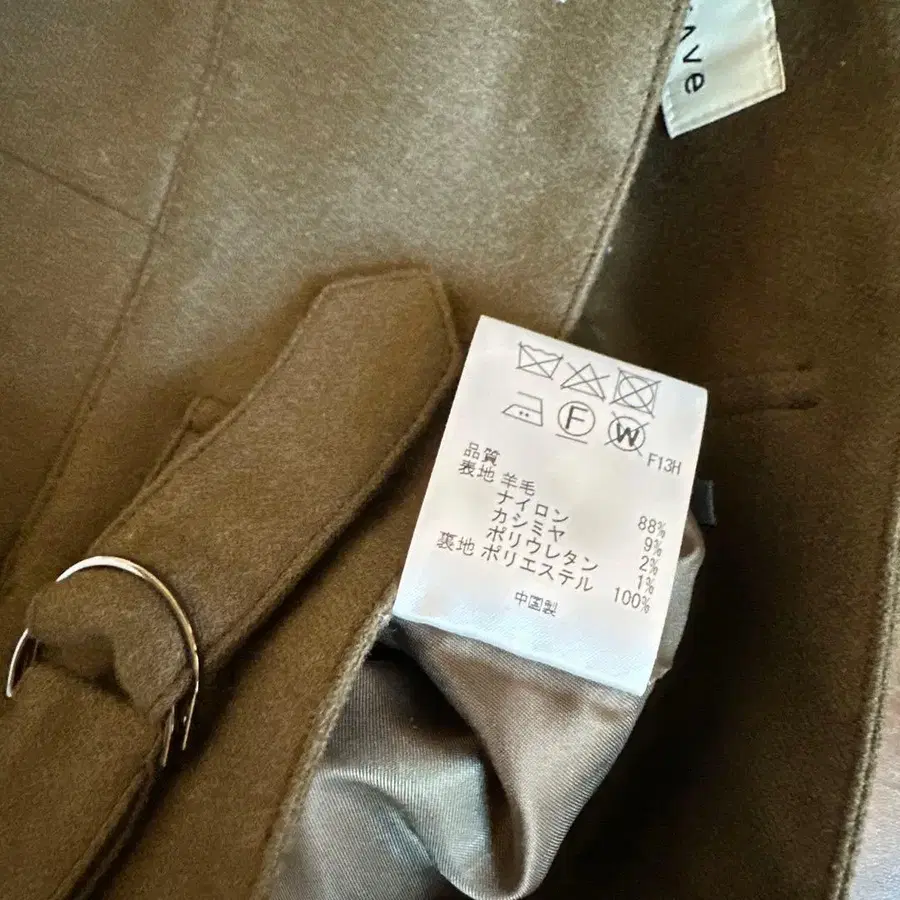 ve
F
W
F13H
品質
表地 羊毛 88%
ナイロン 9%
カシミヤ 2%
ポリウレタン 1%
裏地 ポリエステル 100%
中国製